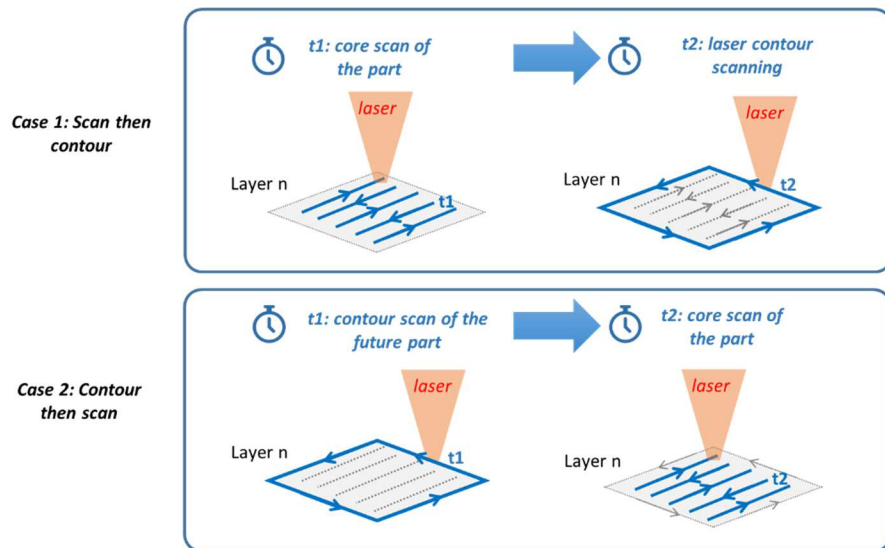 t1: core scan of
the part
t2: laser contour
scanning
Case 1: Scan then
contour
laser
laser
Layer n
t1
Layer n
t2
t1: contour scan of the
future part
t2: core scan of
the part
Case 2: Contour
then scan
laser
laser
Layer n
t1
Layer n
t2